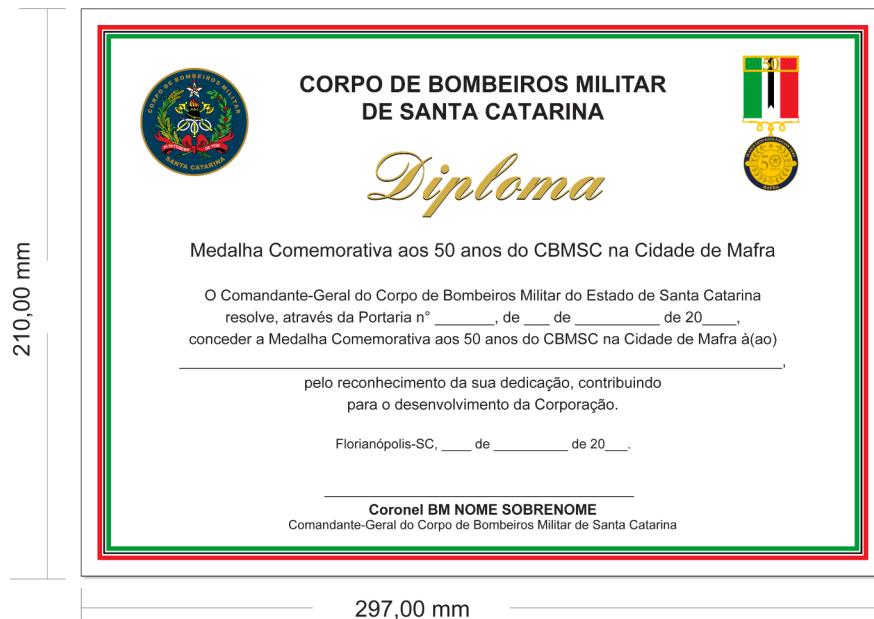 CORPO DE BOMBEIROS MILITAR
SANTA CATARINA
CORPO DE BOMBEIROS MILITAR
DE SANTA CATARINA
50
50
MAFRA
Diploma
Medalha Comemorativa aos 50 anos do CBMSC na Cidade de Mafra
O Comandante-Geral do Corpo de Bombeiros Militar do Estado de Santa Catarina
resolve, através da Portaria n° _______, de ___ de __________ de 20____,
conceder a Medalha Comemorativa aos 50 anos do CBMSC na Cidade de Mafra à(ao)
_______________________________________________,
pelo reconhecimento da sua dedicação, contribuindo
para o desenvolvimento da Corporação.
Florianópolis-SC, ____ de __________ de 20___.
Coronel BM NOME SOBRENOME
Comandante-Geral do Corpo de Bombeiros Militar de Santa Catarina
210,00 mm
297,00 mm